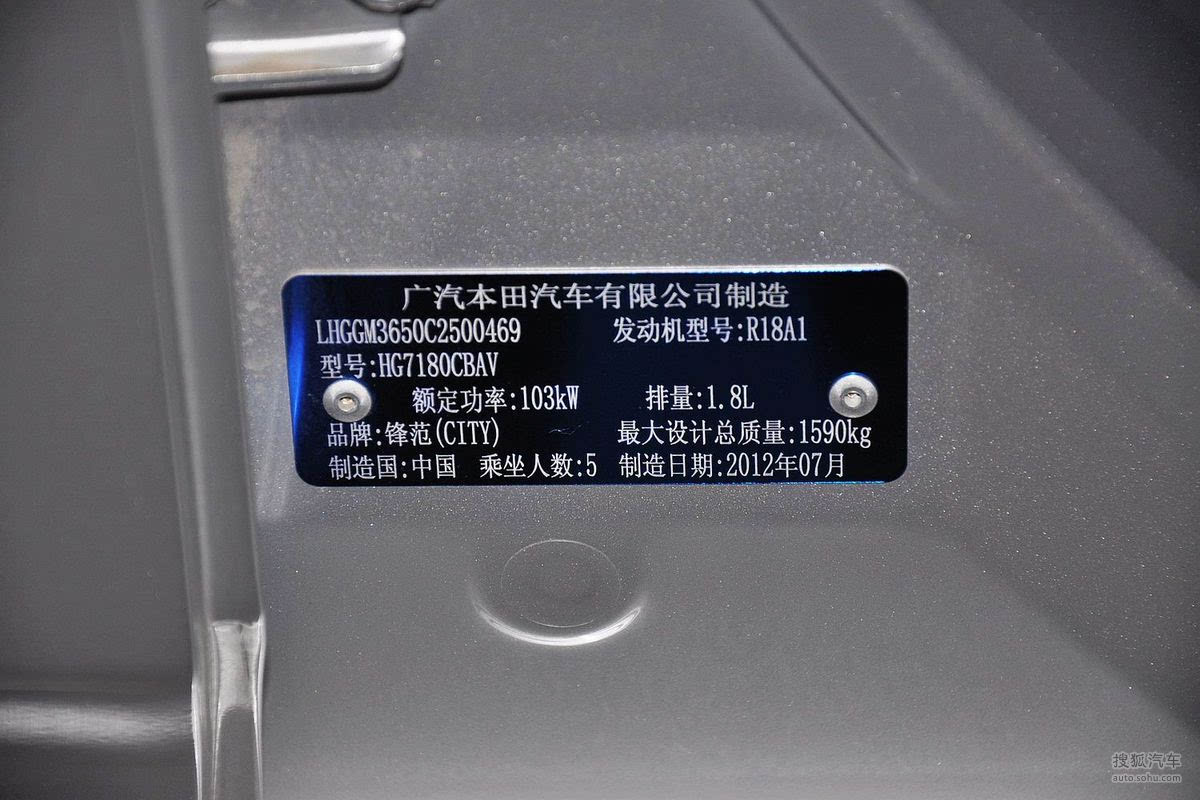 广汽本田汽车有限公司制造
LHGGM3650C2500469 发动机型号:R18A1
型号:HG7180CBAV
额定功率:103kW 排量:1.8L
品牌:锋范(CITY) 最大设计总质量:1590kg
制造国:中国 乘坐人数:5 制造日期:2012年07月
搜狐汽车
auto.sohu.com